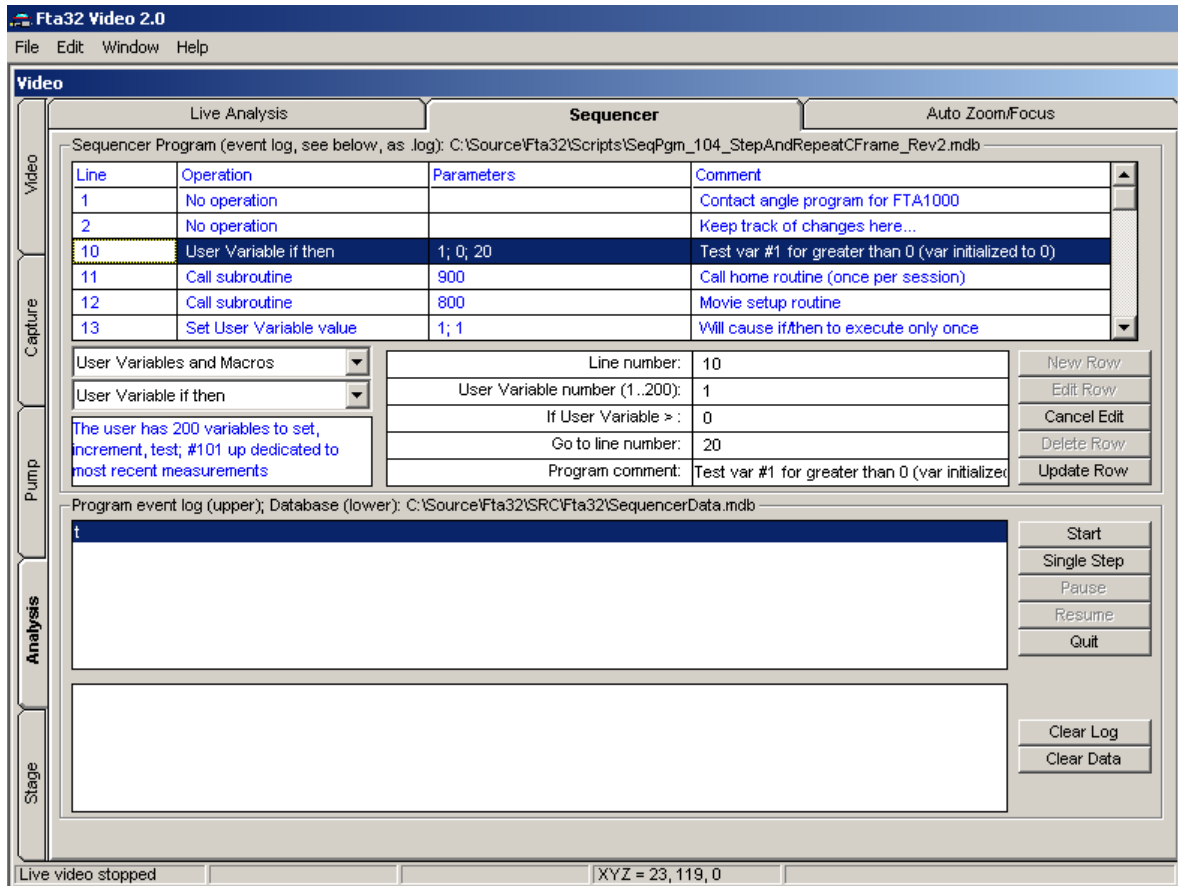 Fta32 Video 2.0
File Edit Window Help
Video
Live Analysis Sequencer Auto Zoom/Focus
Video
Capture
Pump
Analysis
Stage
Sequencer Program (event log, see below, as .log): C:\Source\Fta32\Scripts\SeqPgm_104_StepAndRepeatCFrame_Rev2.mdb
Line Operation Parameters Comment
1 No operation Contact angle program for FTA1000
2 No operation Keep track of changes here...
10 User Variable if then 1; 0; 20 Test var #1 for greater than 0 (var initialized to 0)
11 Call subroutine 900 Call home routine (once per session)
12 Call subroutine 800 Movie setup routine
13 Set User Variable value 1; 1 Will cause if/then to execute only once
User Variables and Macros
User Variable if then
The user has 200 variables to set,
increment, test; #101 up dedicated to
most recent measurements
Line number: 10
User Variable number (1..200): 1
If User Variable > : 0
Go to line number: 20
Program comment: Test var #1 for greater than 0 (var initialized
New Row
Edit Row
Cancel Edit
Delete Row
Update Row
Program event log (upper); Database (lower): C:\Source\Fta32\SRC\Fta32\SequencerData.mdb
t
Start
Single Step
Pause
Resume
Quit
Clear Log
Clear Data
Live video stopped XYZ = 23, 119, 0